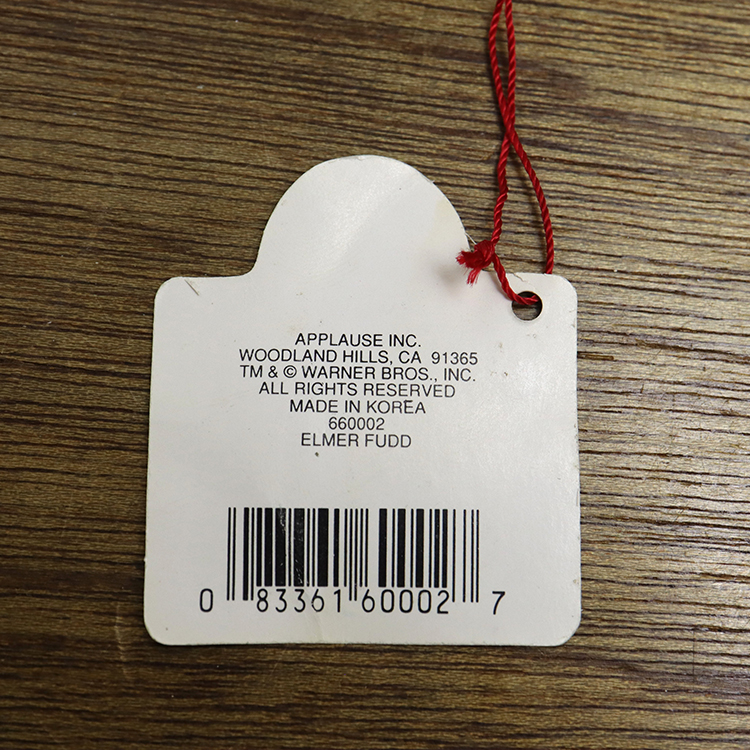 APPLAUSE INC.
WOODLAND HILLS, CA 91365
TM & © WARNER BROS., INC.
ALL RIGHTS RESERVED
MADE IN KOREA
660002
ELMER FUDD
0 83361 60002 7